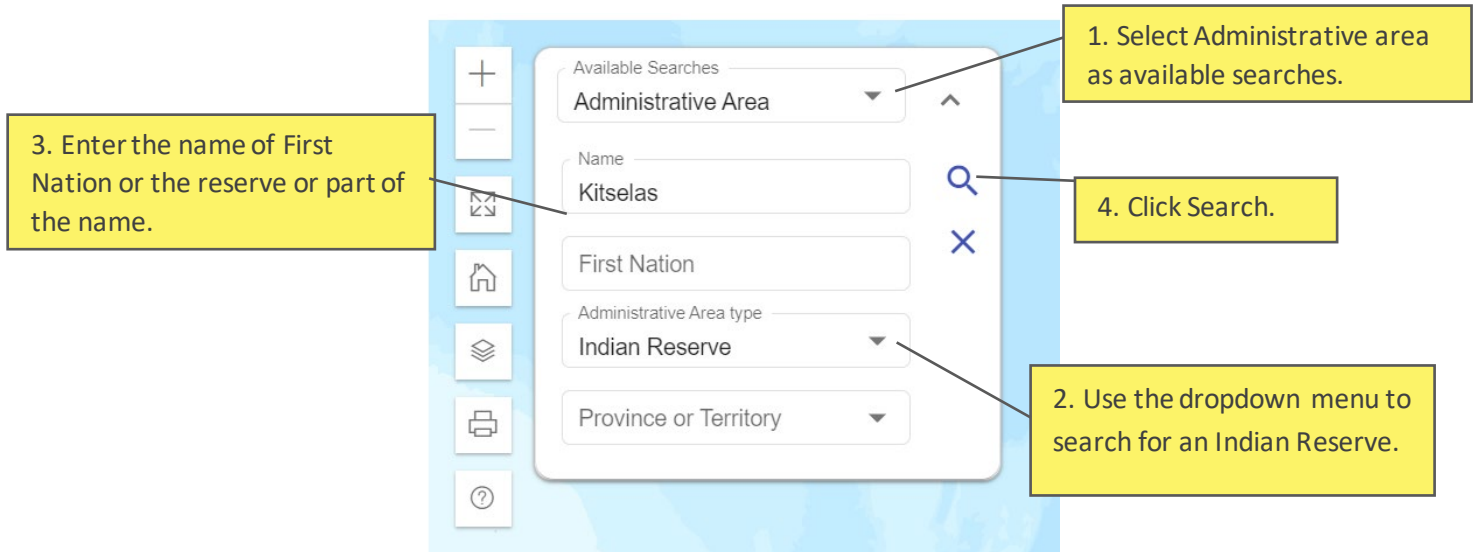 1. Select Administrative area
as available searches.
Available Searches
Administrative Area
3. Enter the name of First
Nation or the reserve or part of
the name.
Name
Kitselas
4. Click Search.
First Nation
Administrative Area type
Indian Reserve
2. Use the dropdown menu to
search for an Indian Reserve.
Province or Territory
?